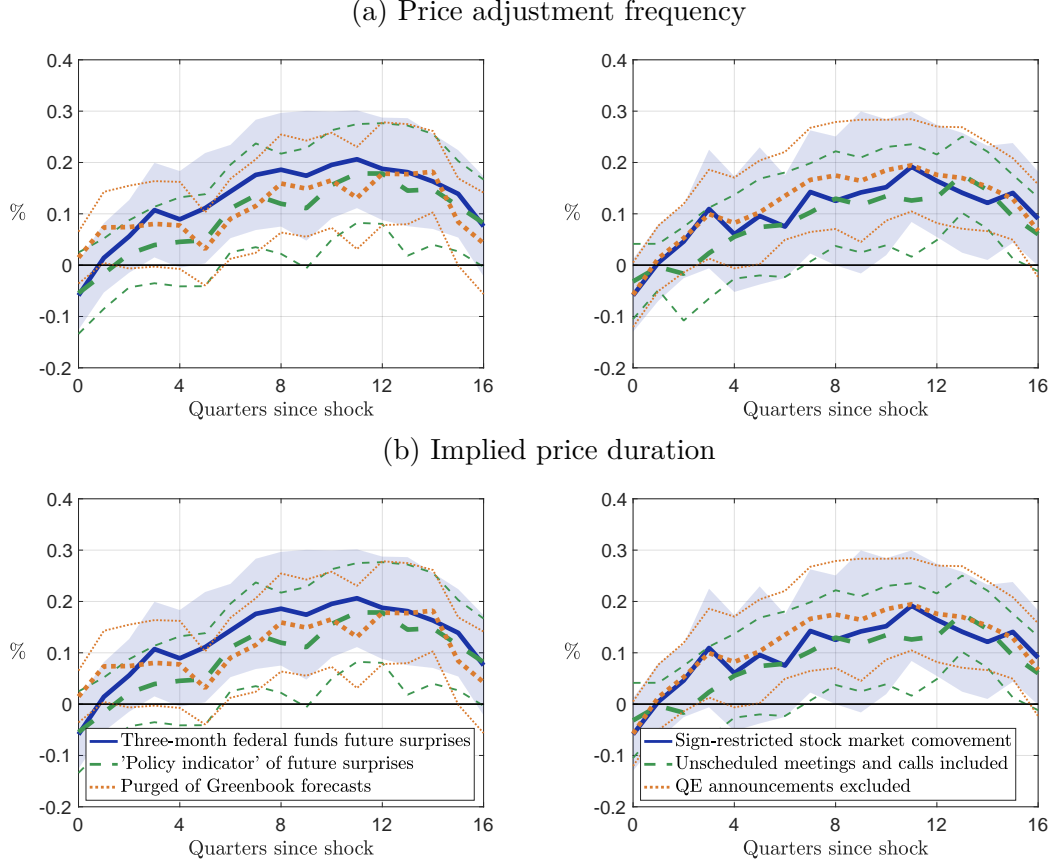 (a) Price adjustment frequency
0.4
0.3
0.2
%
0.1
0
-0.1
-0.2
0 4 8 12 16
Quarters since shock
0.4
0.3
0.2
%
0.1
0
-0.1
-0.2
0 4 8 12 16
Quarters since shock
(b) Implied price duration
0.4
0.3
0.2
%
0.1
0
-0.1
-0.2
Three-month federal funds future surprises
'Policy indicator' of future surprises
Purged of Greenbook forecasts
0 4 8 12 16
Quarters since shock
0.4
0.3
0.2
%
0.1
0
-0.1
-0.2
Sign-restricted stock market comovement
Unscheduled meetings and calls included
QE announcements excluded
0 4 8 12 16
Quarters since shock